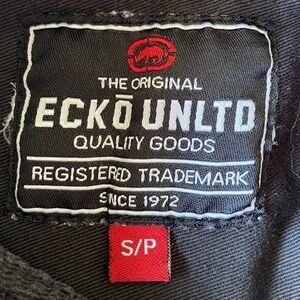 THE ORIGINAL
ECKŌ UNLTD
QUALITY GOODS
REGISTERED TRADEMARK
SINCE 1972
S/P